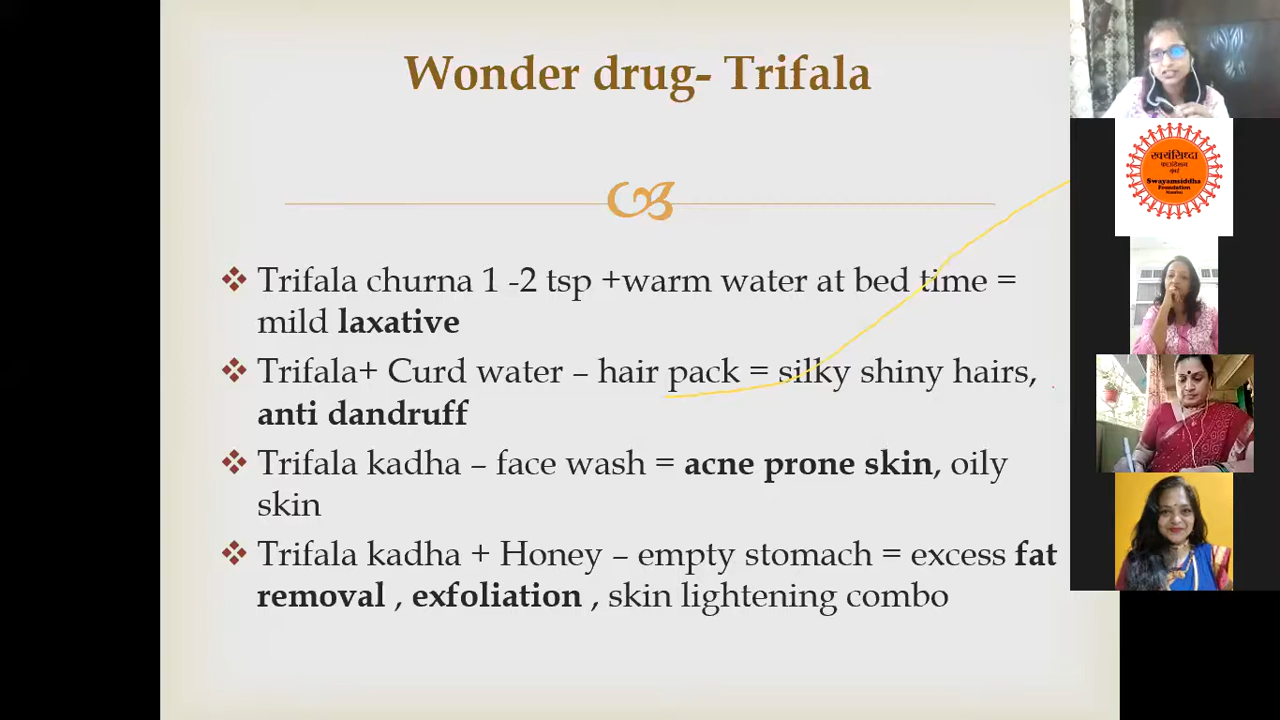 Wonder drug- Trifala
Trifala churna 1 -2 tsp +warm water at bed time =
mild laxative
Trifala+ Curd water – hair pack = silky shiny hairs,
anti dandruff
Trifala kadha – face wash = acne prone skin, oily
skin
Trifala kadha + Honey – empty stomach = excess fat
removal , exfoliation , skin lightening combo
स्वयंसिध्दा
फाउंडेशन
मुंबई
Swayamsiddha
Foundation
Mumbai